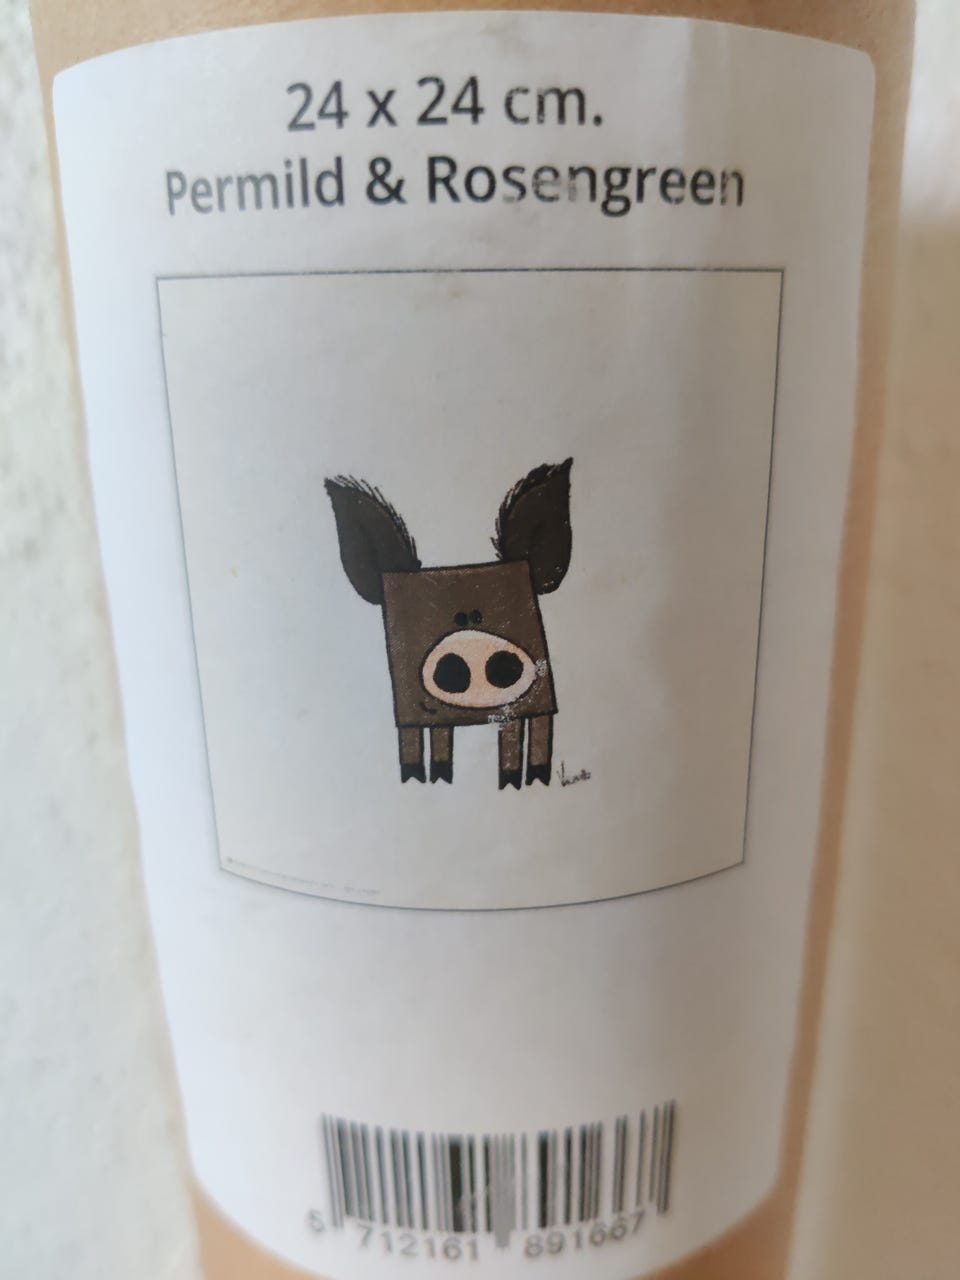 24 x 24 cm.
Permild & Rosengreen
5 712161 891667